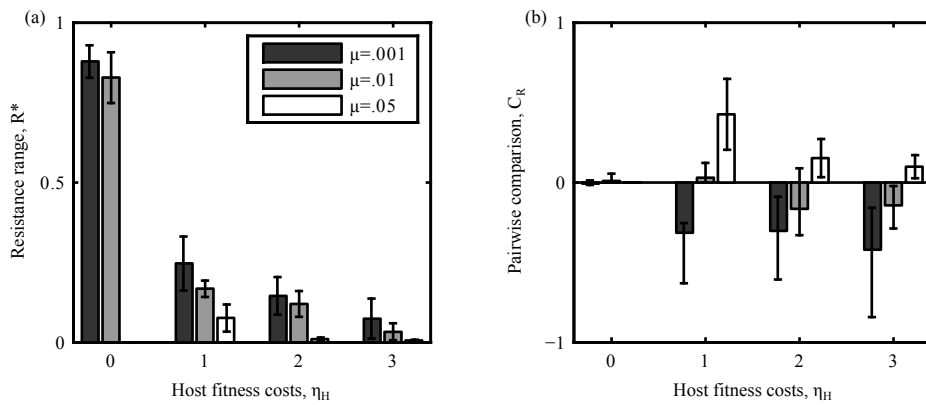 (a)
1
0.5
0
Resistance range, R*
μ=.001
μ=.01
μ=.05
0 1 2 3
Host fitness costs, ηH
(b)
1
0
−1
Pairwise comparison, CR
0 1 2 3
Host fitness costs, ηH